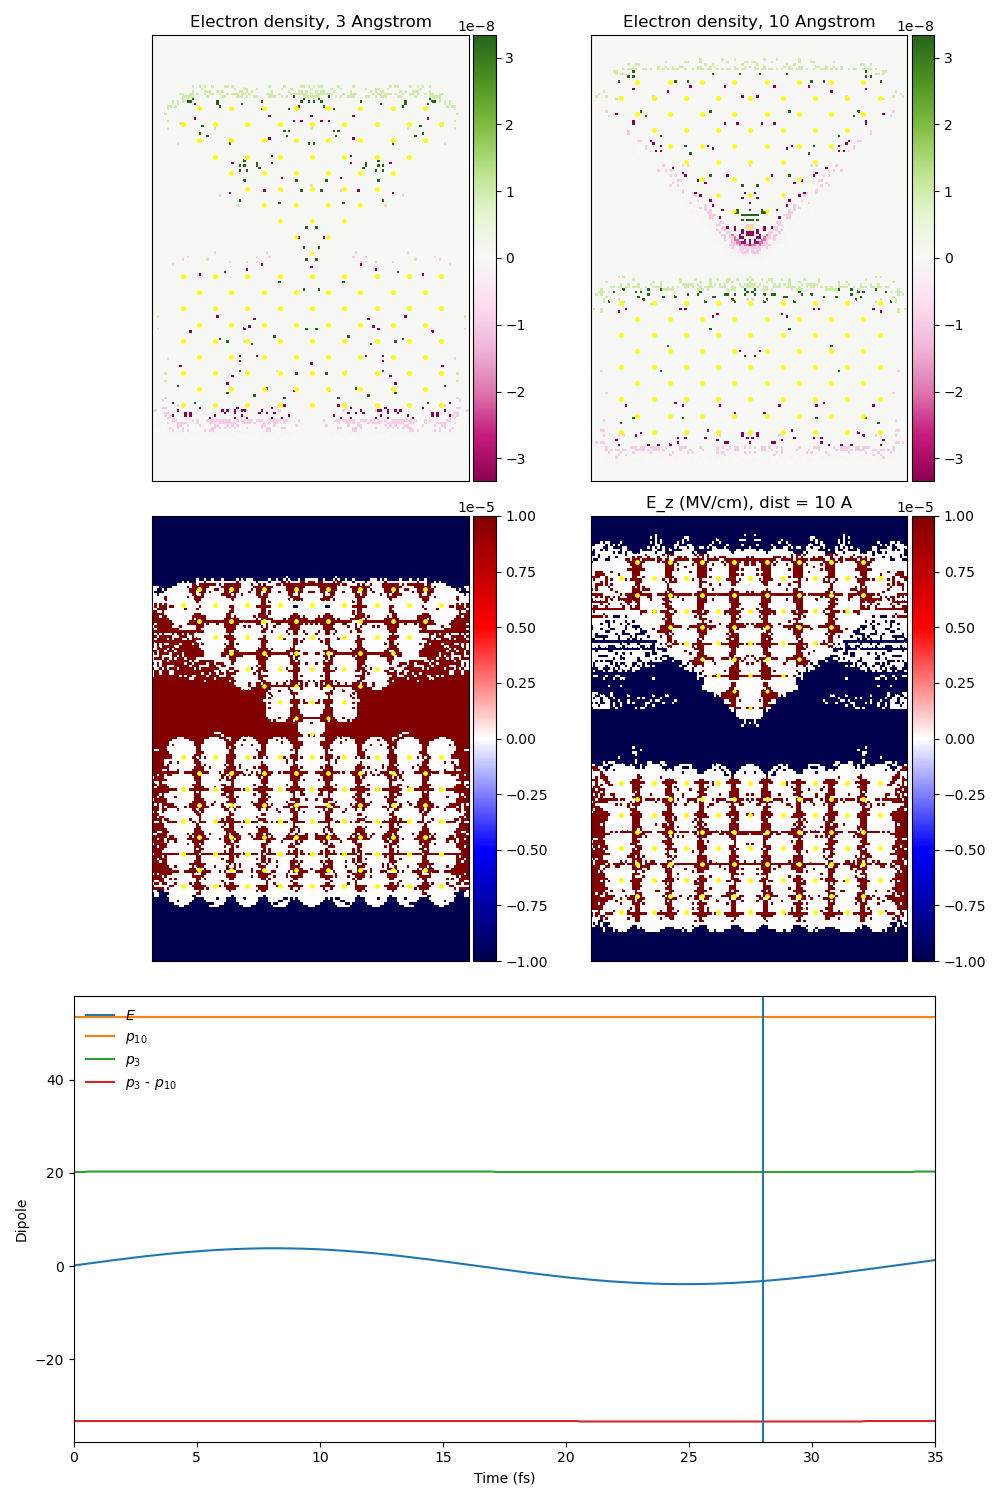 Electron density, 3 Angstrom
1e−8
3
2
1
0
−1
−2
−3
Electron density, 10 Angstrom
1e−8
3
2
1
0
−1
−2
−3
1e−5
1.00
0.75
0.50
0.25
0.00
−0.25
−0.50
−0.75
−1.00
E_z (MV/cm), dist = 10 A
1e−5
1.00
0.75
0.50
0.25
0.00
−0.25
−0.50
−0.75
−1.00
E
p10
p3
p3 - p10
Dipole
40
20
0
−20
0 5 10 15 20 25 30 35
Time (fs)